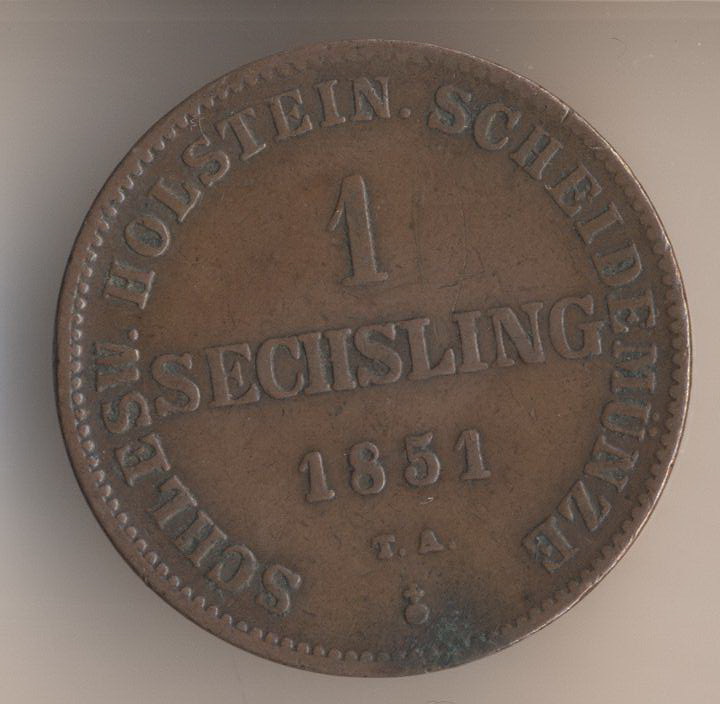 SCHLESW. HOLSTEIN. SCHEIDEMÜNZE
1
SECHSLING
1851
T. A.